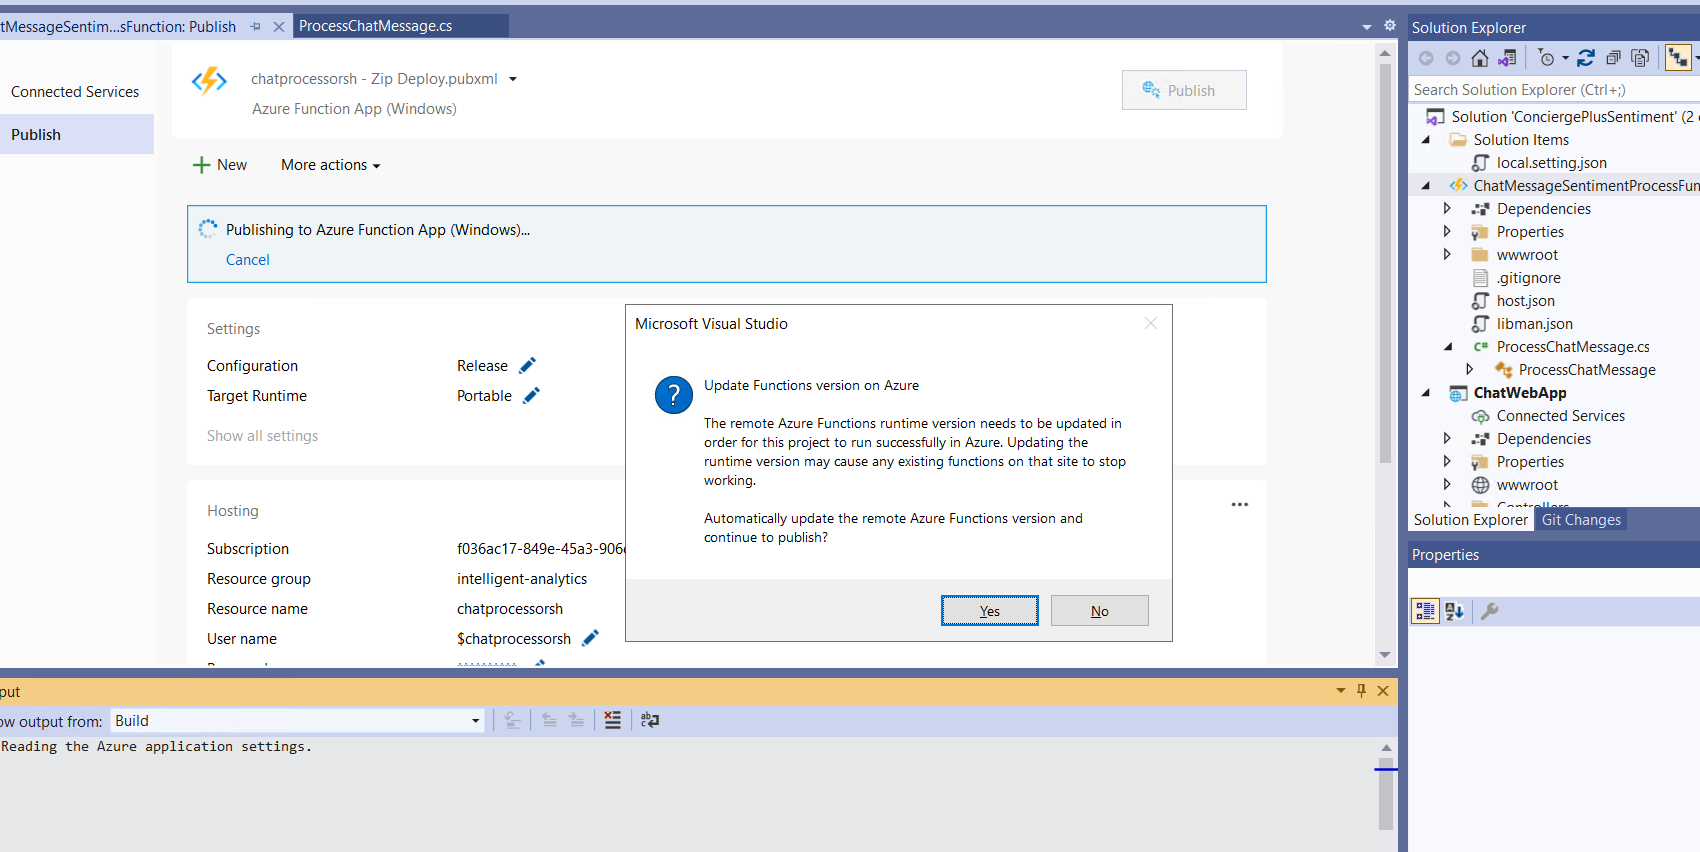 tMessageSentim...sFunction: Publish
ProcessChatMessage.cs
Connected Services
Publish
chatprocessorsh - Zip Deploy.pubxml
Azure Function App (Windows)
Publish
New
More actions
Publishing to Azure Function App (Windows)...
Cancel
Settings
Configuration
Release
Target Runtime
Portable
Show all settings
Hosting
Subscription
f036ac17-849e-45a3-906
Resource group
intelligent-analytics
Resource name
chatprocessorsh
User name
$chatprocessorsh
Microsoft Visual Studio
Update Functions version on Azure
The remote Azure Functions runtime version needs to be updated in
order for this project to run successfully in Azure. Updating the
runtime version may cause any existing functions on that site to stop
working.
Automatically update the remote Azure Functions version and
continue to publish?
Yes
No
put
ow output from:
Build
Reading the Azure application settings.
Solution Explorer
Search Solution Explorer (Ctrl+;)
Solution 'ConciergePlusSentiment' (2
Solution Items
local.setting.json
ChatMessageSentimentProcessFun
Dependencies
Properties
wwwroot
.gitignore
host.json
libman.json
C# ProcessChatMessage.cs
ProcessChatMessage
ChatWebApp
Connected Services
Dependencies
Properties
wwwroot
Controllers
Solution Explorer
Git Changes
Properties